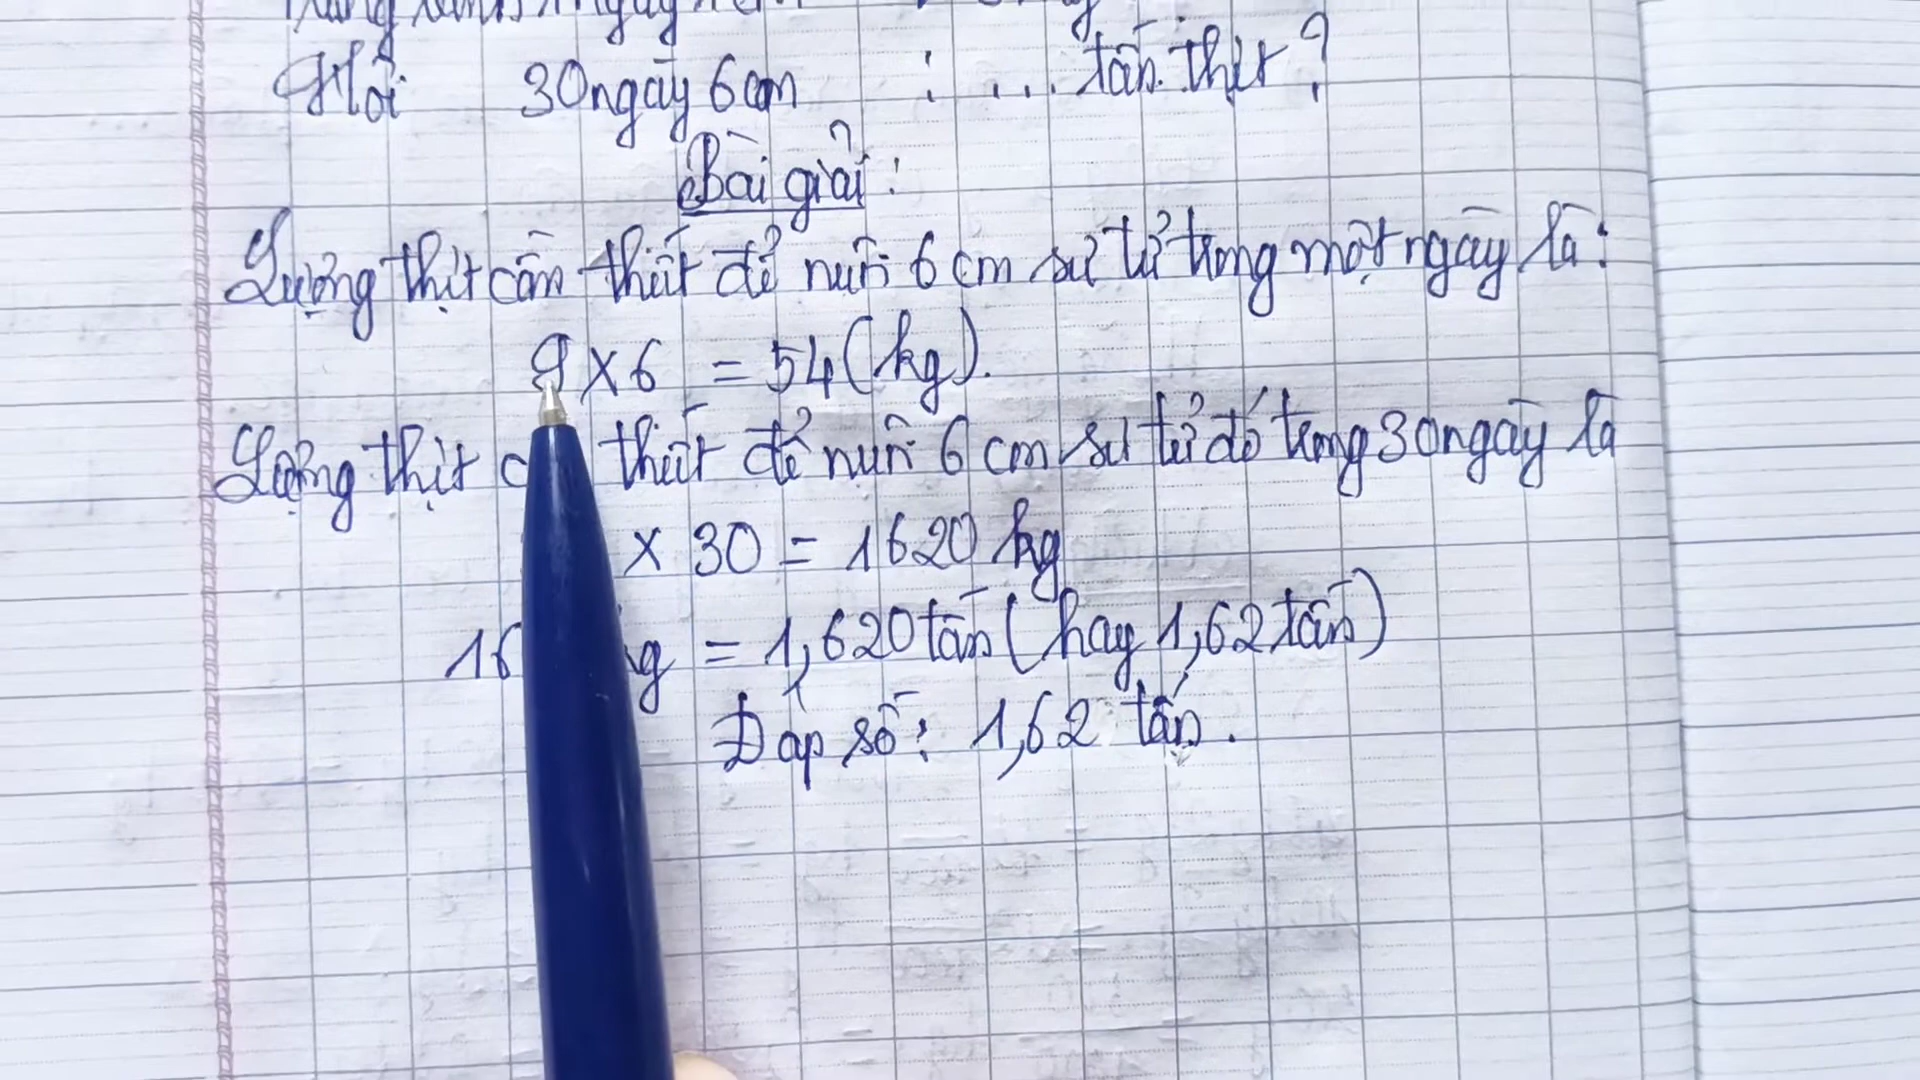 Hỏi 30 ngày 6 con : ... tấn thịt?
Bài giải:
Lượng thịt cần thiết để nuôi 6 con sư tử trong một ngày là:
9 x 6 = 54 (kg).
Lượng thịt thiết để nuôi 6 con sư tử đó trong 30 ngày là
x 30 = 1620 kg
= 1,620 tấn (hay 1,62 tấn)
Đáp số: 1,62 tấn.